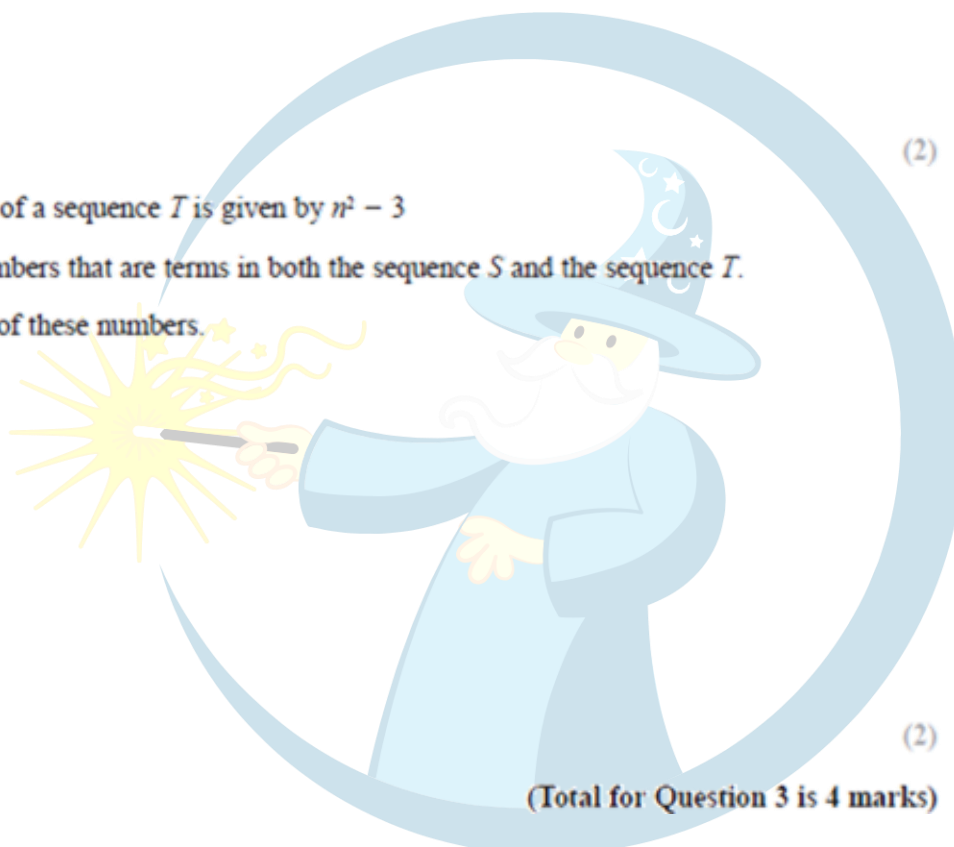 (2)
of a sequence T is given by n² – 3
that are terms in both the sequence S and the sequence T.
of these numbers.
(2)
(Total for Question 3 is 4 marks)